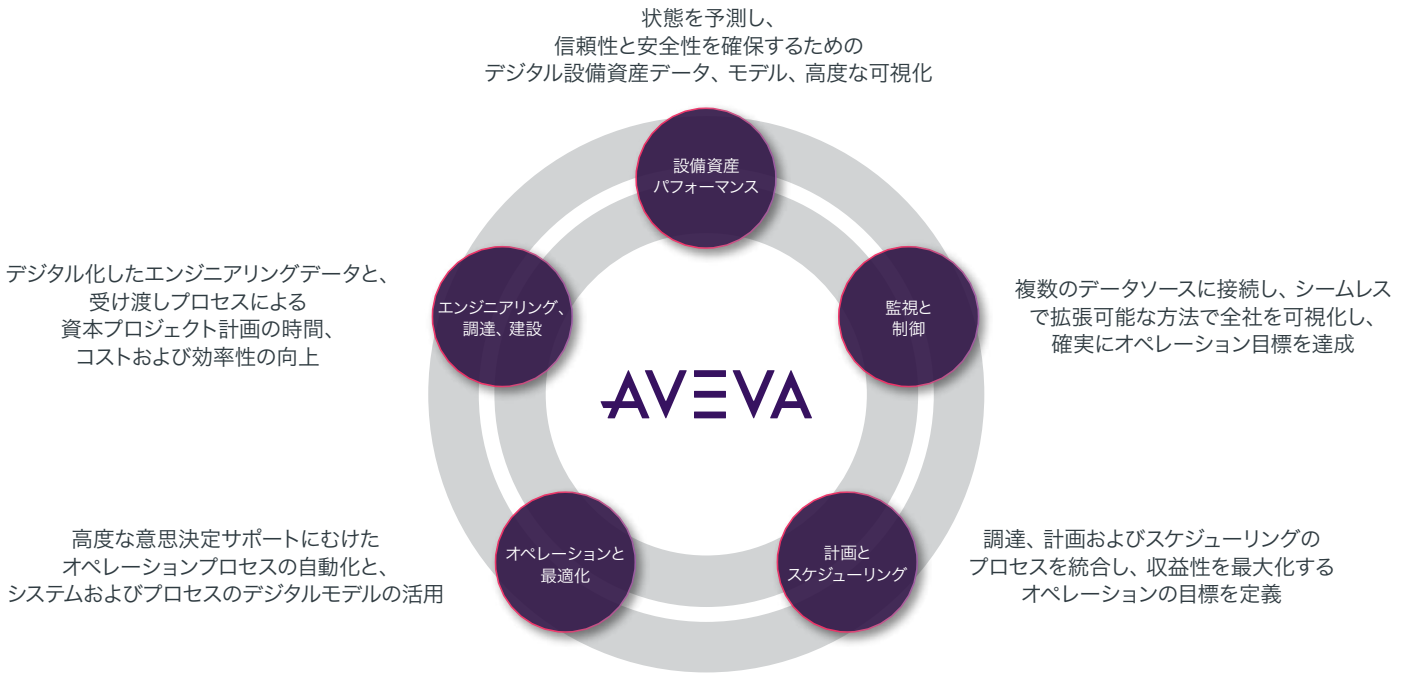 状態を予測し、
信頼性と安全性を確保するための
デジタル設備資産データ、モデル、高度な可視化
設備資産
パフォーマンス
デジタル化したエンジニアリングデータと、
受け渡しプロセスによる
資本プロジェクト計画の時間、
コストおよび効率性の向上
エンジニアリング、
調達、建設
監視と
制御
複数のデータソースに接続し、シームレス
で拡張可能な方法で全社を可視化し、
確実にオペレーション目標を達成
AVEVA
高度な意思決定サポートにむけた
オペレーションプロセスの自動化と、
システムおよびプロセスのデジタルモデルの活用
オペレーションと
最適化
計画と
スケジューリング
調達、計画およびスケジューリングの
プロセスを統合し、収益性を最大化する
オペレーションの目標を定義